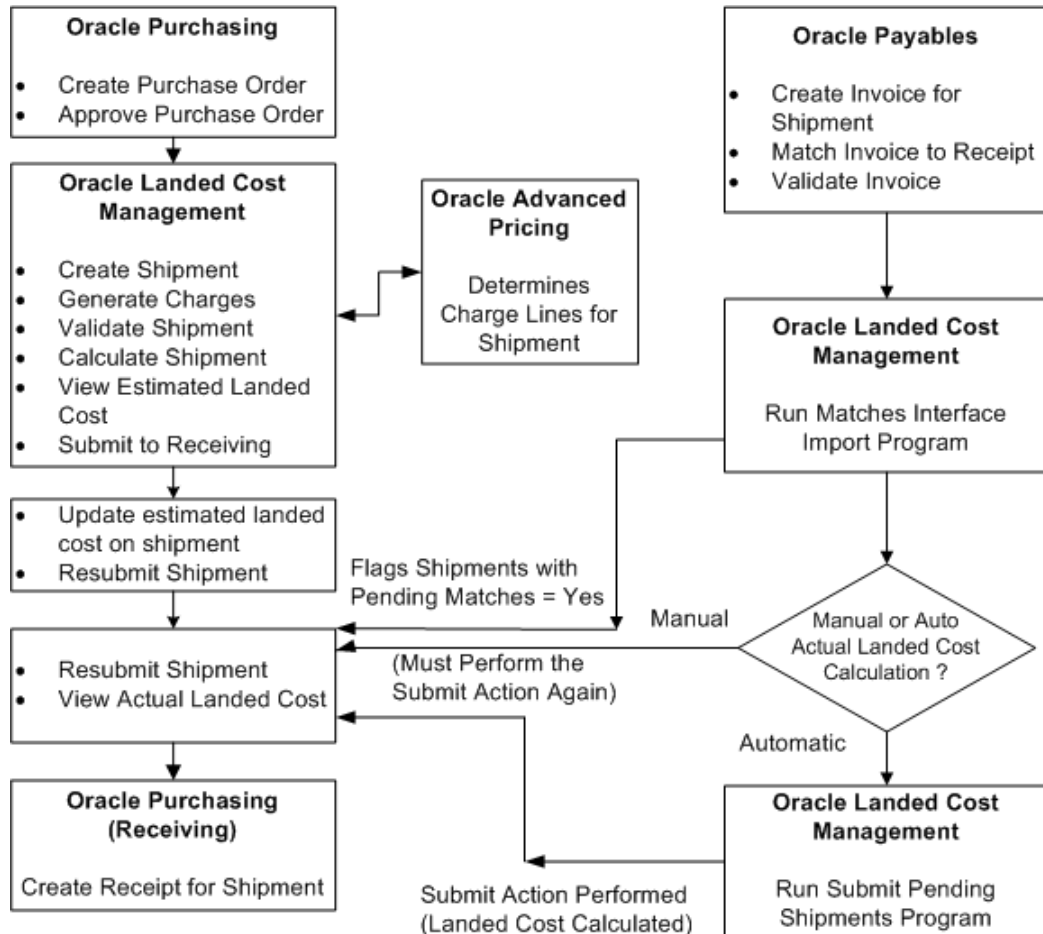 Oracle Purchasing
• Create Purchase Order
• Approve Purchase Order
Oracle Landed Cost
Management
• Create Shipment
• Generate Charges
• Validate Shipment
• Calculate Shipment
• View Estimated Landed
Cost
• Submit to Receiving
Oracle Advanced
Pricing
Determines
Charge Lines for
Shipment
• Update estimated landed
cost on shipment
• Resubmit Shipment
Flags Shipments with
Pending Matches = Yes
• Resubmit Shipment
• View Actual Landed Cost
Oracle Purchasing
(Receiving)
Create Receipt for Shipment
Oracle Payables
• Create Invoice for
Shipment
• Match Invoice to Receipt
• Validate Invoice
Oracle Landed Cost
Management
Run Matches Interface
Import Program
Manual or Auto
Actual Landed Cost
Calculation ?
Manual
(Must Perform the
Submit Action Again)
Automatic
Oracle Landed Cost
Management
Run Submit Pending
Shipments Program
Submit Action Performed
(Landed Cost Calculated)